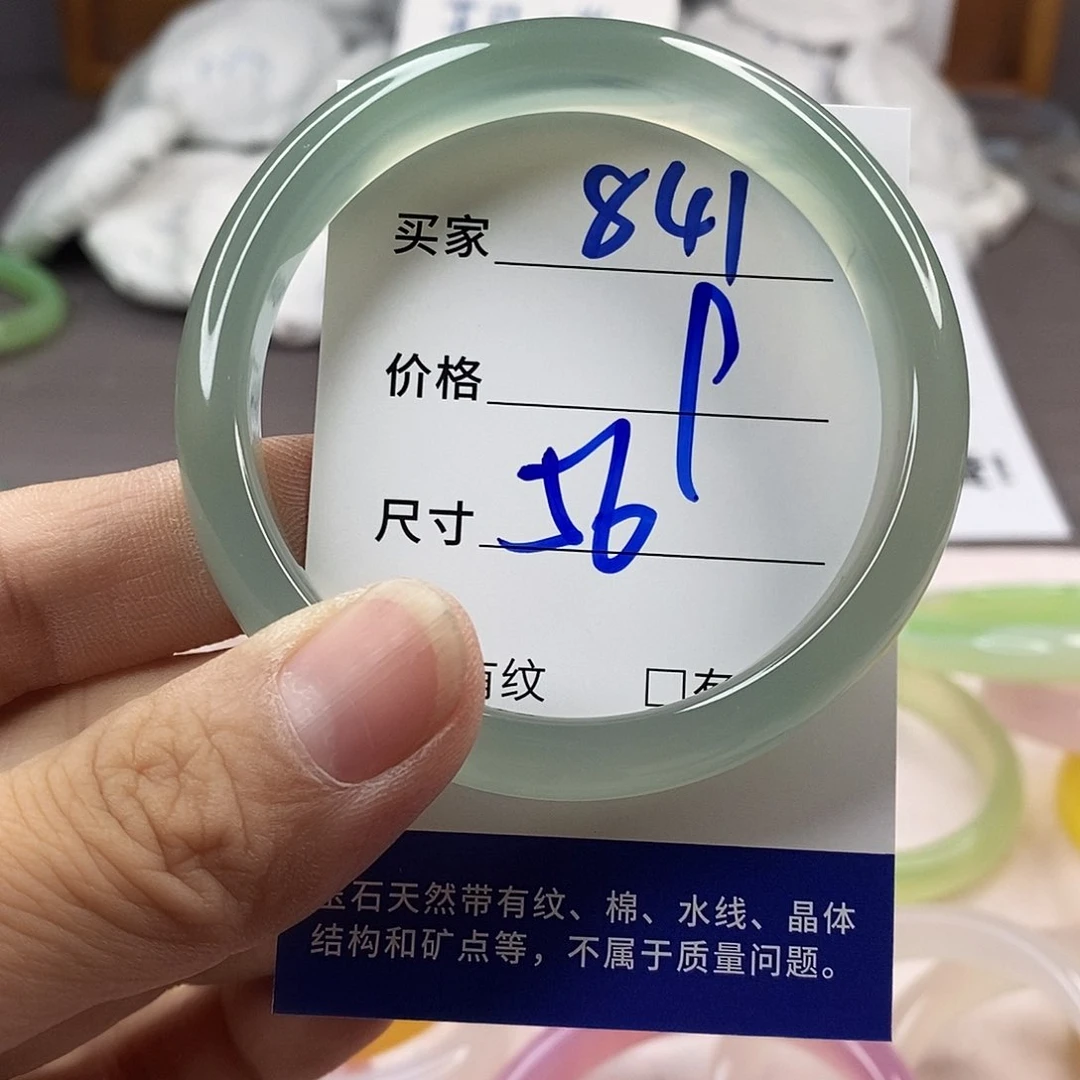 买家 841
价格 P
尺寸 56
有纹 □有
玉石天然带有纹、棉、水线、晶体
结构和矿点等，不属于质量问题。